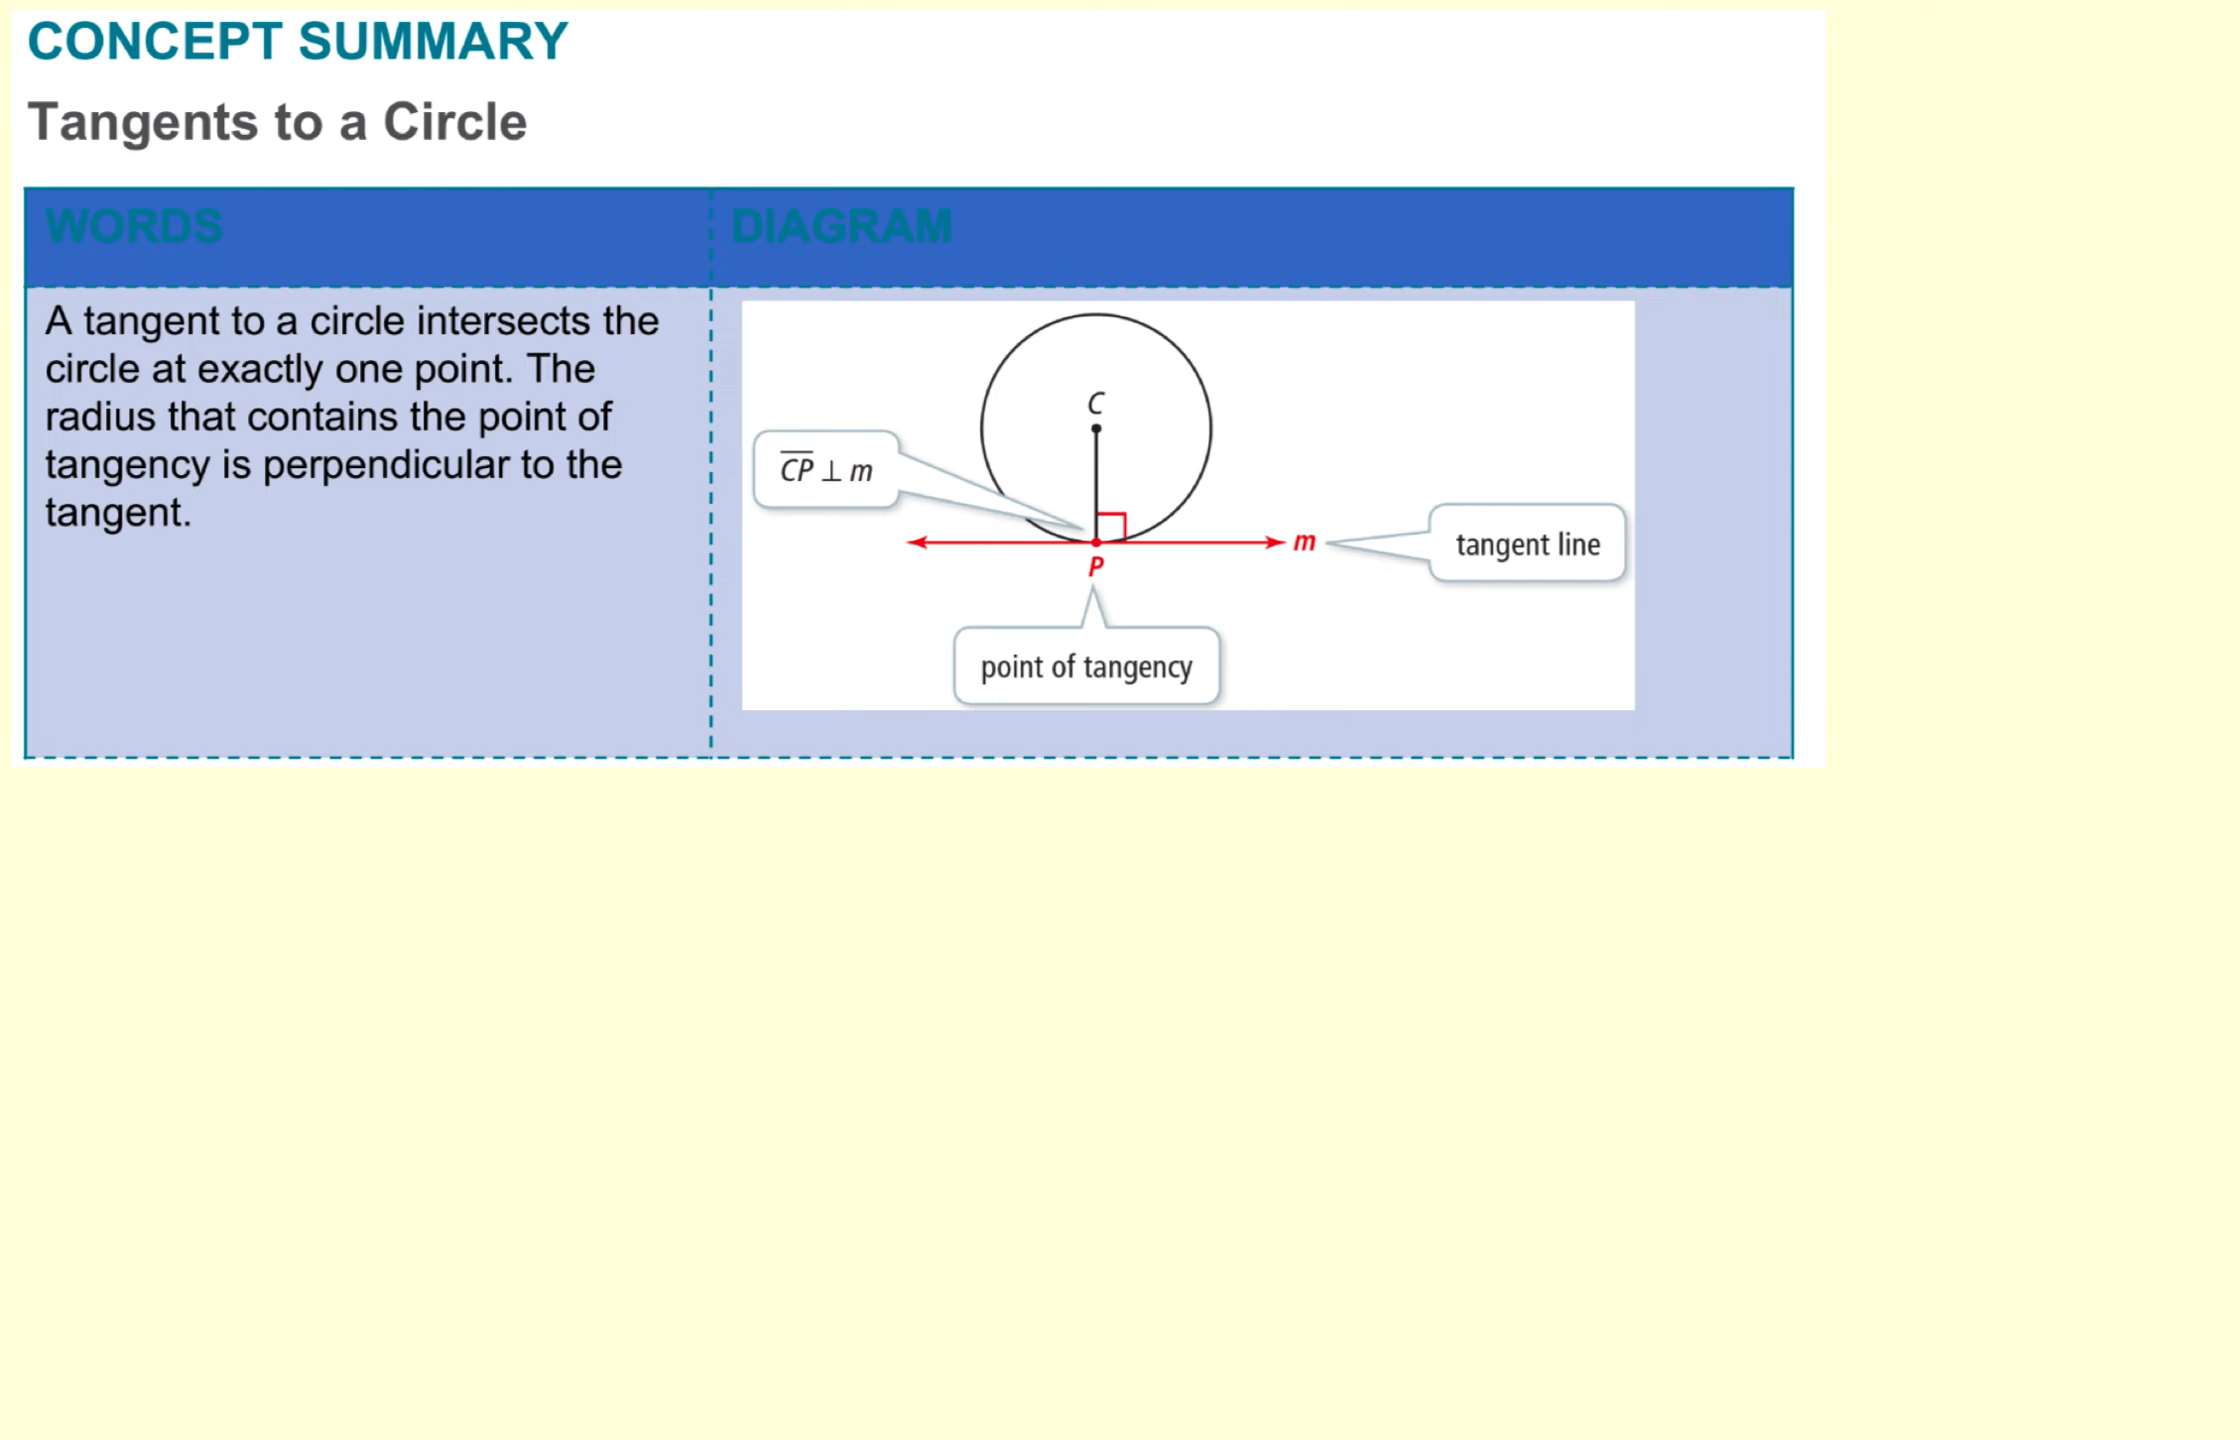 CONCEPT SUMMARY
Tangents to a Circle
WORDS
DIAGRAM
A tangent to a circle intersects the
circle at exactly one point. The
radius that contains the point of
tangency is perpendicular to the
tangent.
C
C̅P̅ ⊥ m
m
tangent line
P
point of tangency